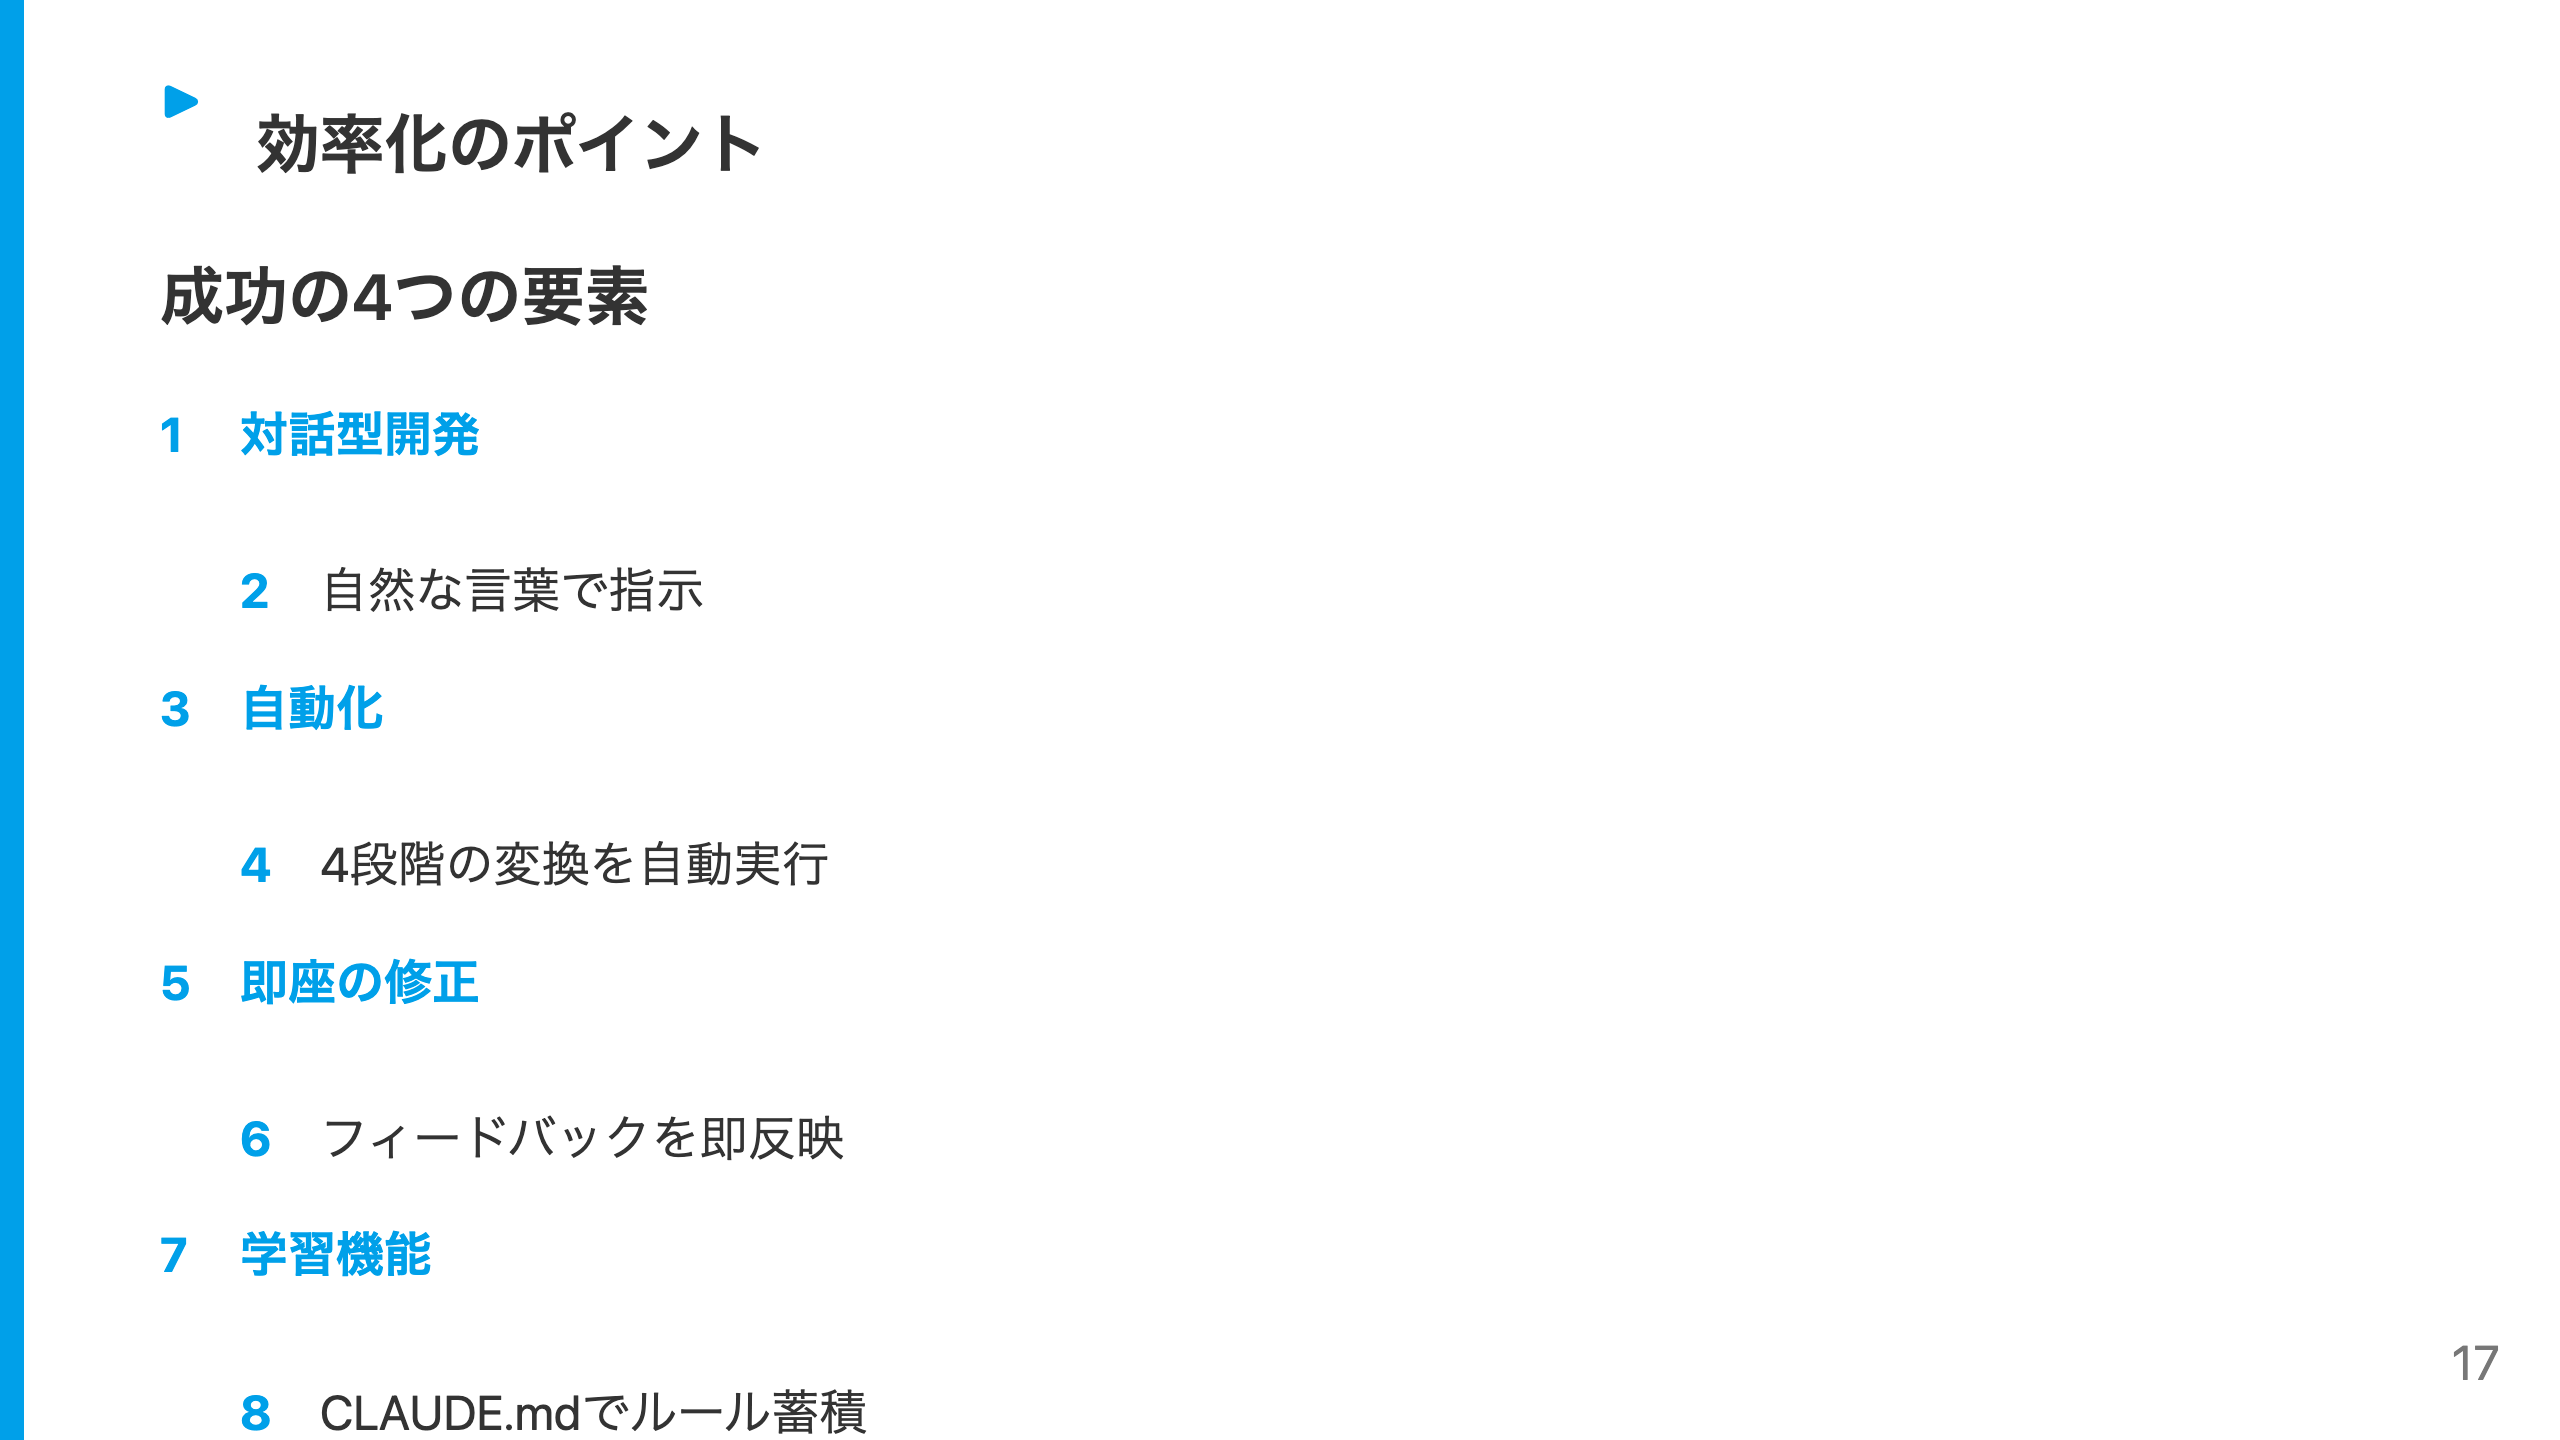 効率化のポイント
成功の4つの要素
1 対話型開発
2 自然な言葉で指示
3 自動化
4 4段階の変換を自動実行
5 即座の修正
6 フィードバックを即反映
7 学習機能
8 CLAUDE.mdでルール蓄積
17